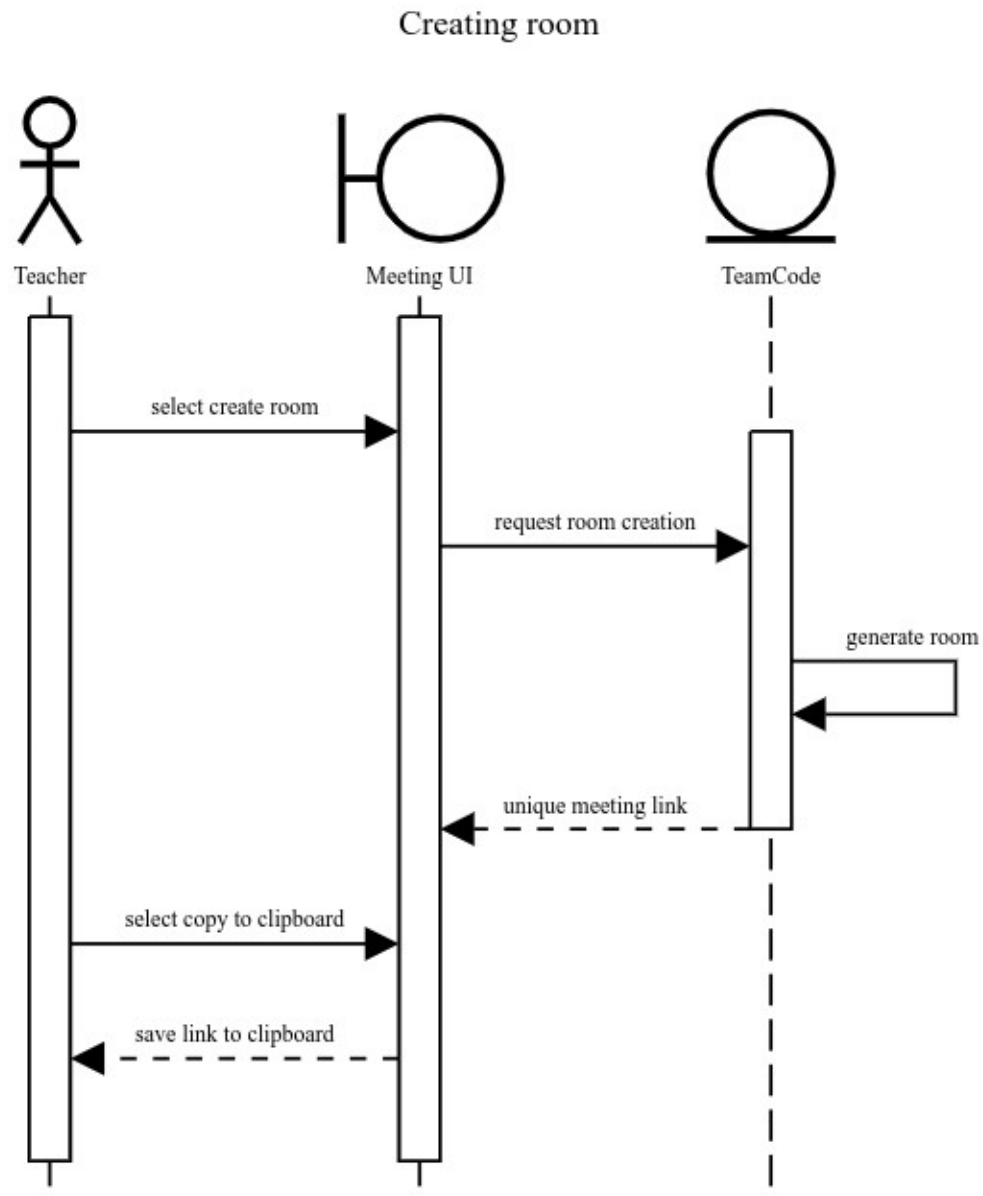 Creating room
Teacher
Meeting UI
TeamCode
select create room
request room creation
generate room
unique meeting link
select copy to clipboard
save link to clipboard